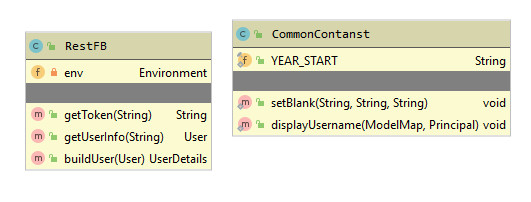 RestFB
env Environment
getToken(String) String
getUserInfo(String) User
buildUser(User) UserDetails
CommonContanst
YEAR_START String
setBlank(String, String, String) void
displayUsername(ModelMap, Principal) void